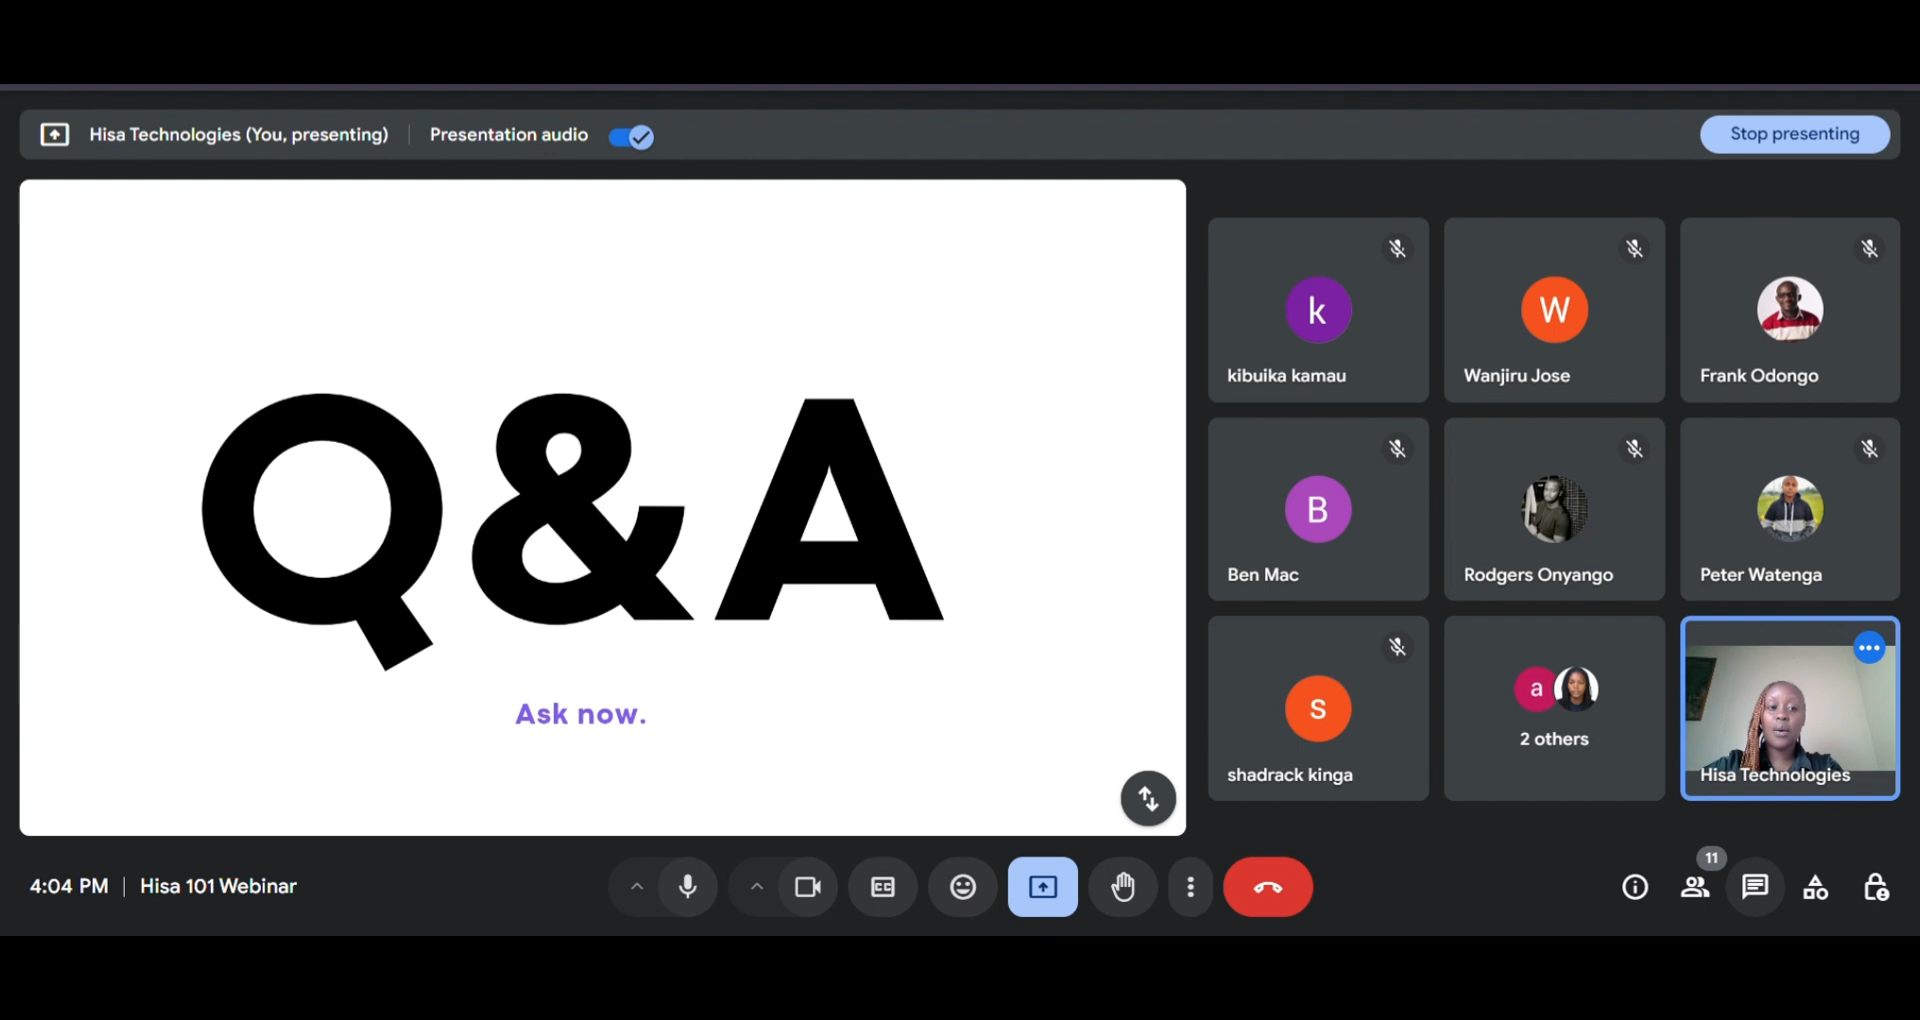 Hisa Technologies (You, presenting)
Presentation audio
Stop presenting
Q&A
Ask now.
k
kibuika kamau
W
Wanjiru Jose
Frank Odongo
B
Ben Mac
Rodgers Onyango
Peter Watenga
s
shadrack kinga
a
2 others
Hisa Technologies
4:04 PM | Hisa 101 Webinar
CC
11